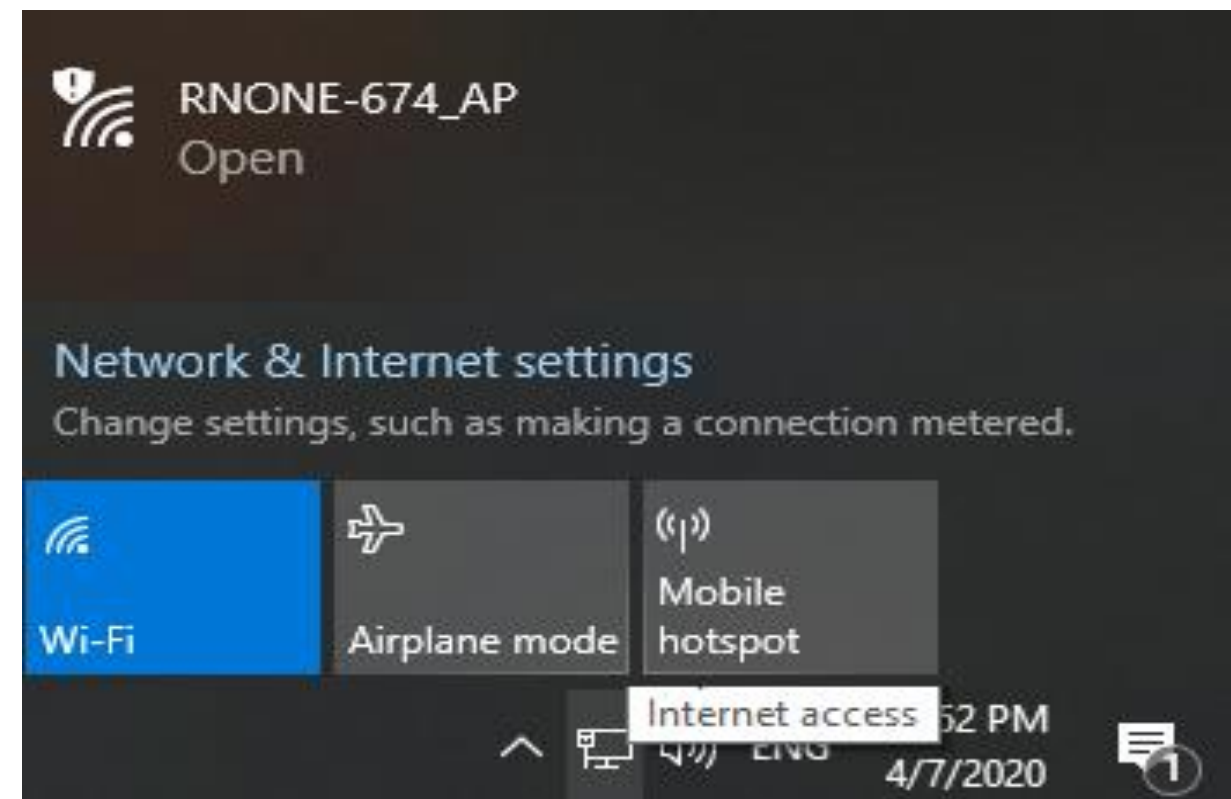 RNONE-674_AP
Open
Network & Internet settings
Change settings, such as making a connection metered.
Wi-Fi
Airplane mode
Mobile
hotspot
Internet access
52 PM
ENG
4/7/2020
1